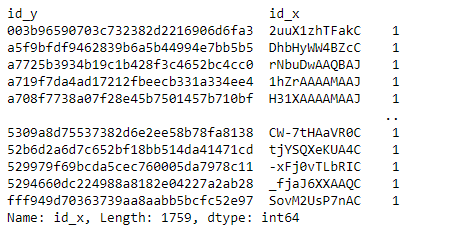 id_y id_x
003b96590703c732382d2216906d6fa3 2uuX1zhTFakC 1
a5f9bfdf9462839b6a5b44994e7bb5b5 DhbHyWW4BZcC 1
a7725b3934b19c1b428f3c4652bc4cc0 rNbuDwAAQBAJ 1
a719f7da4ad17212fbeecb331a334ee4 1hZrAAAAMAAJ 1
a708f7738a07f28e45b7501457b710bf H31XAAAAMAAJ 1
..
5309a8d75537382d6e2ee58b78fa8138 CW-7tHAaVR0C 1
52b6d2a6d7c652bf18bb514da41471cd tjYSQXeKUA4C 1
529979f69bcda5cec760005da7978c11 -xFj0vTLbRIC 1
5294660dc224988a8182e04227a2ab28 _fjaJ6XXAAQC 1
fff949d70363739aa8aabb5bcfc52e97 SovM2UsP7nAC 1
Name: id_x, Length: 1759, dtype: int64